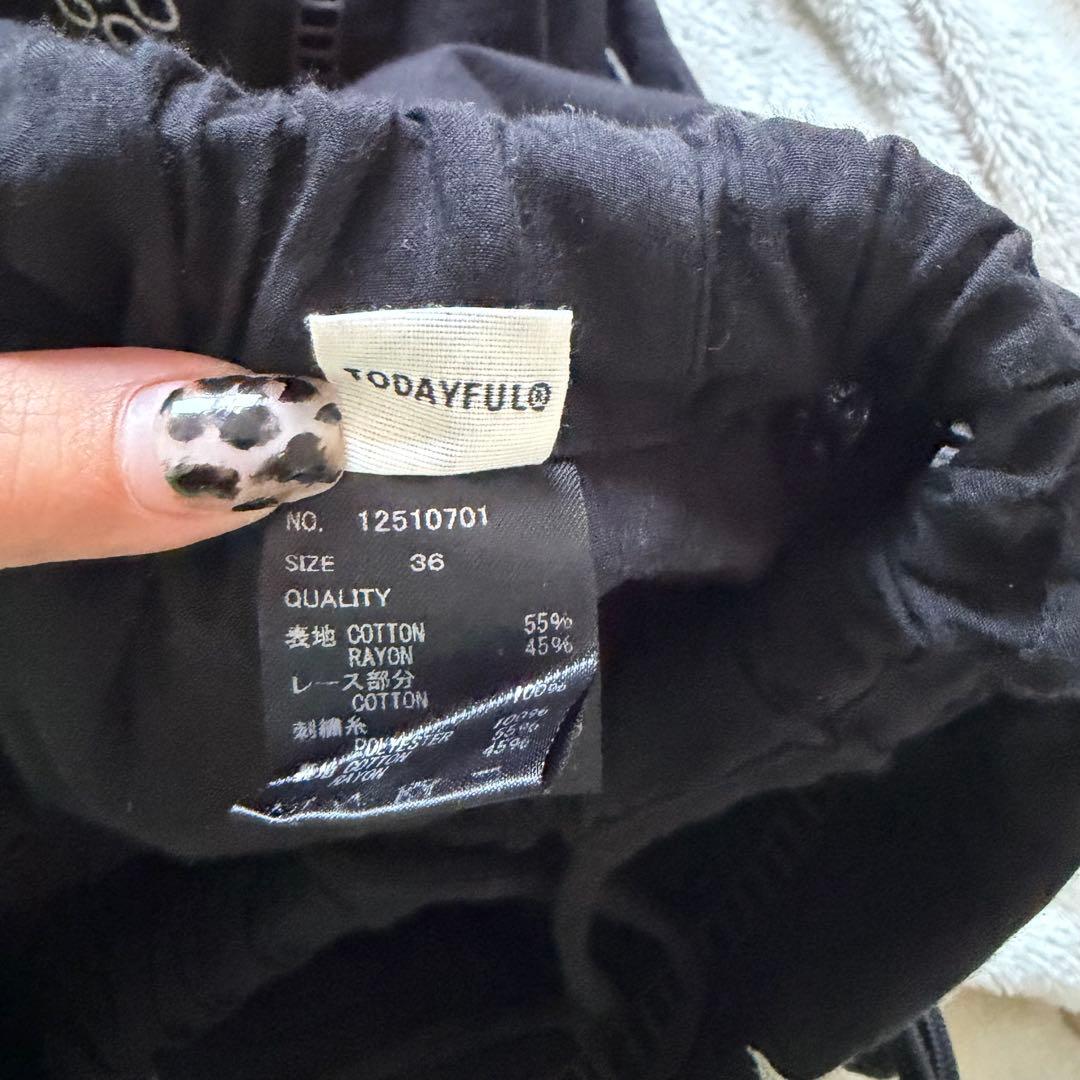 TODAYFUL®
NO. 12510701
SIZE 36
QUALITY
表地 COTTON 55%
RAYON 45%
レース部分
COTTON 100%
刺繍糸
POLYESTER 100%
COTTON 55%
RAYON 45%